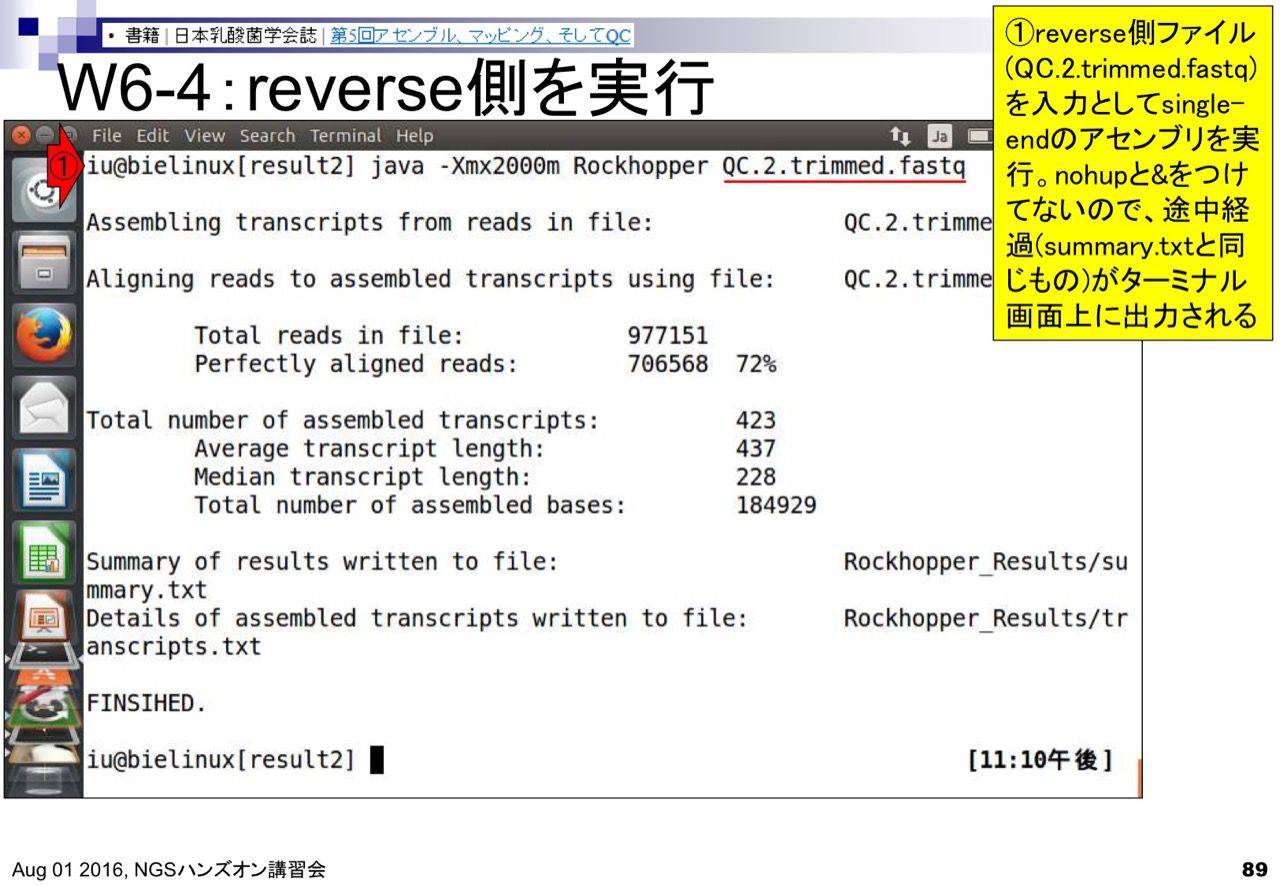 • 書籍 | 日本乳酸菌学会誌 | 第5回アセンブル、マッピング、そしてQC
W6-4：reverse側を実行
①reverse側ファイル
(QC.2.trimmed.fastq)
を入力としてsingle-
endのアセンブリを実
行。nohupと&をつけ
てないので、途中経
過(summary.txtと同
じもの)がターミナル
画面上に出力される
File Edit View Search Terminal Help
Ja
①
iu@bielinux[result2] java -Xmx2000m Rockhopper QC.2.trimmed.fastq
Assembling transcripts from reads in file: QC.2.trimme
Aligning reads to assembled transcripts using file: QC.2.trimme
Total reads in file: 977151
Perfectly aligned reads: 706568 72%
Total number of assembled transcripts: 423
Average transcript length: 437
Median transcript length: 228
Total number of assembled bases: 184929
Summary of results written to file: Rockhopper_Results/su
mmary.txt
Details of assembled transcripts written to file: Rockhopper_Results/tr
anscripts.txt
FINSIHED.
iu@bielinux[result2] [11:10午後]
Aug 01 2016, NGSハンズオン講習会
89